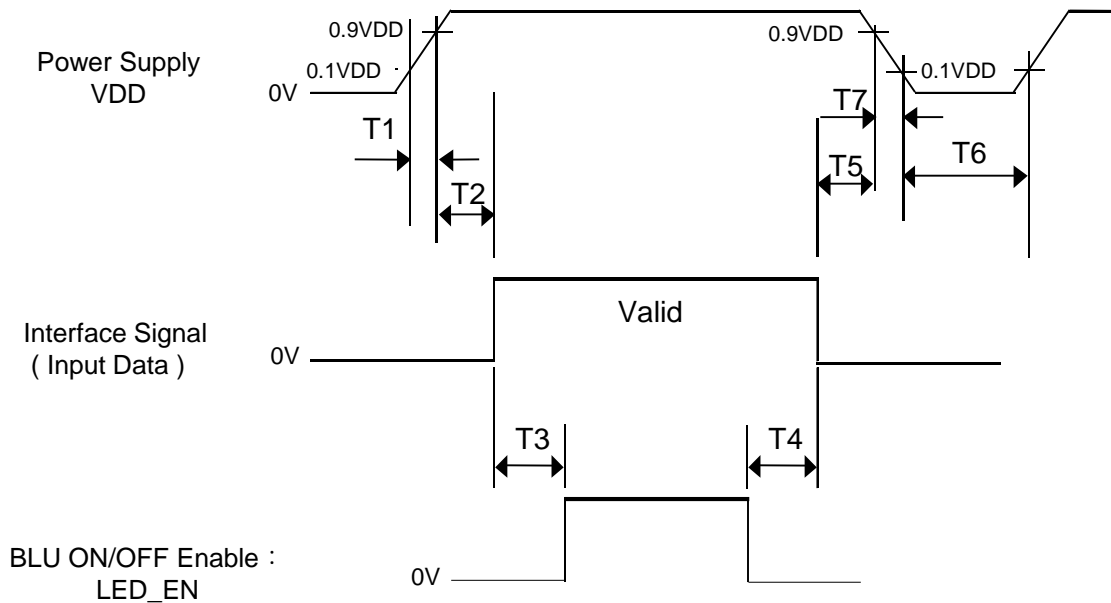 0.9VDD
0.9VDD
Power Supply
VDD
0.1VDD
0.1VDD
0V
T1
T7
T5
T6
T2
Valid
Interface Signal
( Input Data )
0V
T3
T4
BLU ON/OFF Enable：
LED_EN
0V